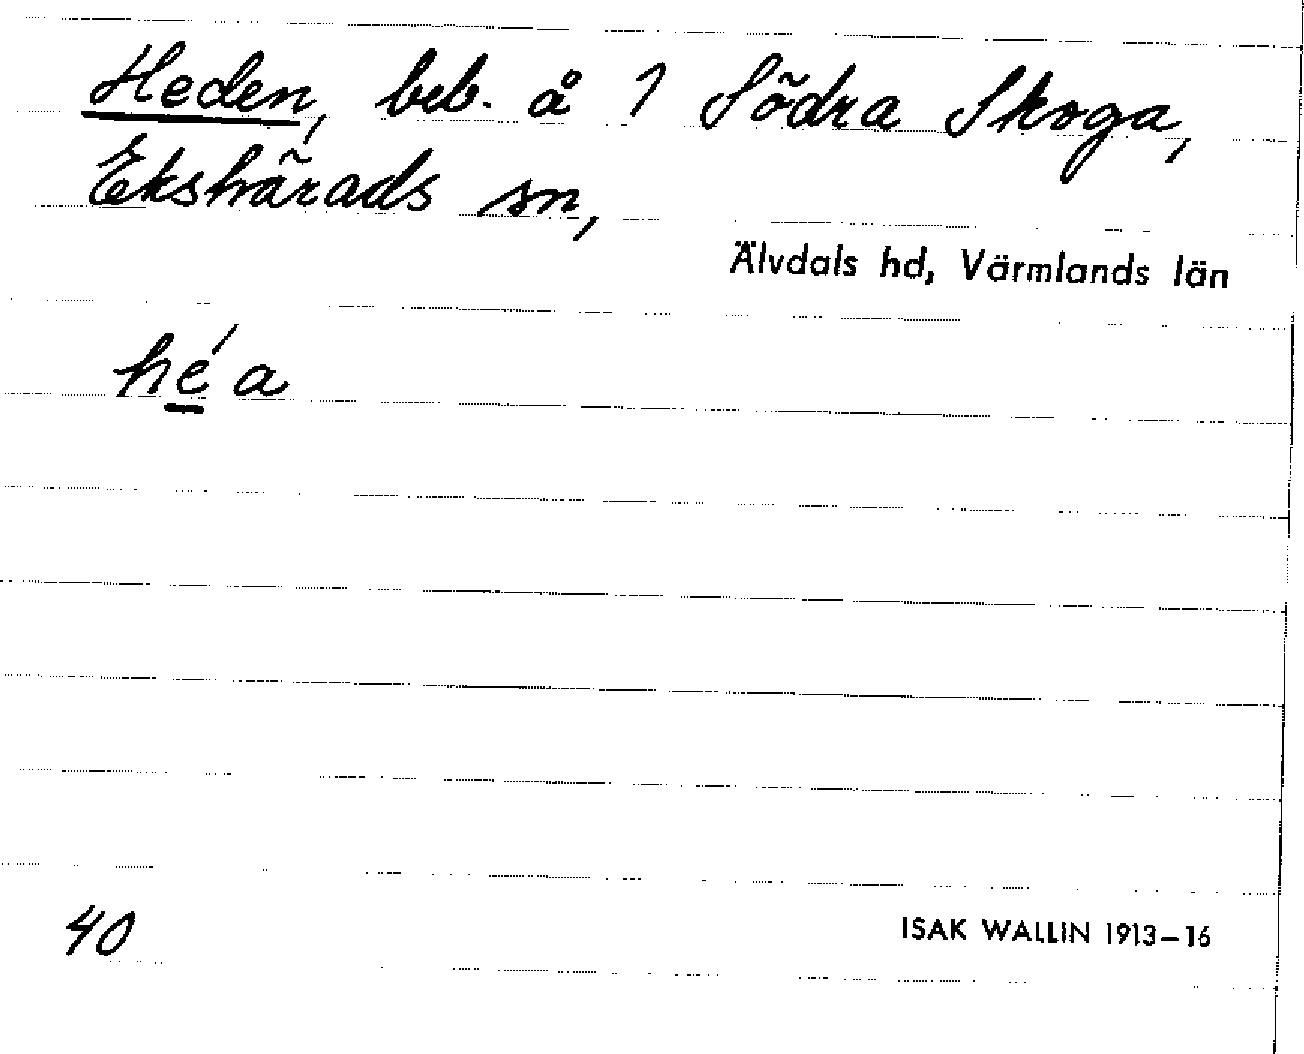 Heden, beb. å 1 Södra Skoga,
Ekshärads sn,
Älvdals hd, Värmlands län
hé́a
40
ISAK WALLIN 1913–16